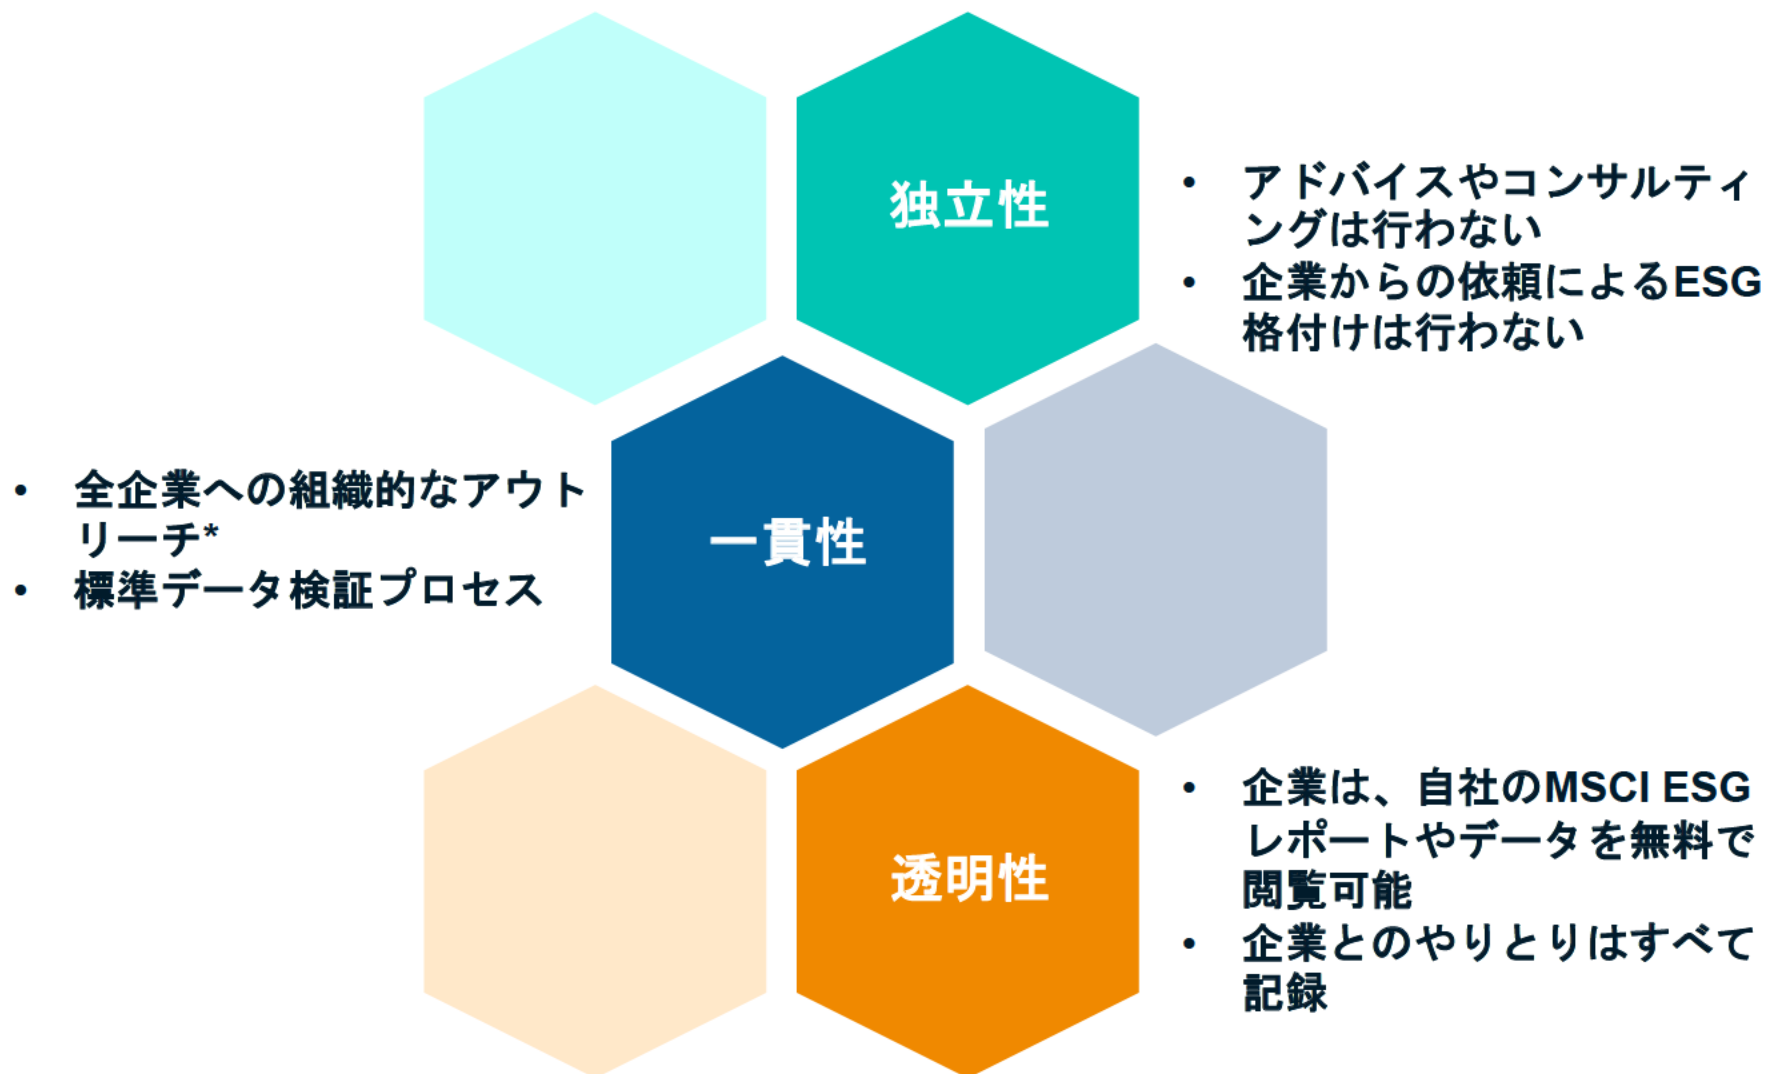 独立性
• アドバイスやコンサルティ
ングは行わない
• 企業からの依頼によるESG
格付けは行わない
• 全企業への組織的なアウト
リーチ*
• 標準データ検証プロセス
一貫性
透明性
• 企業は、自社のMSCI ESG
レポートやデータを無料で
閲覧可能
• 企業とのやりとりはすべて
記録